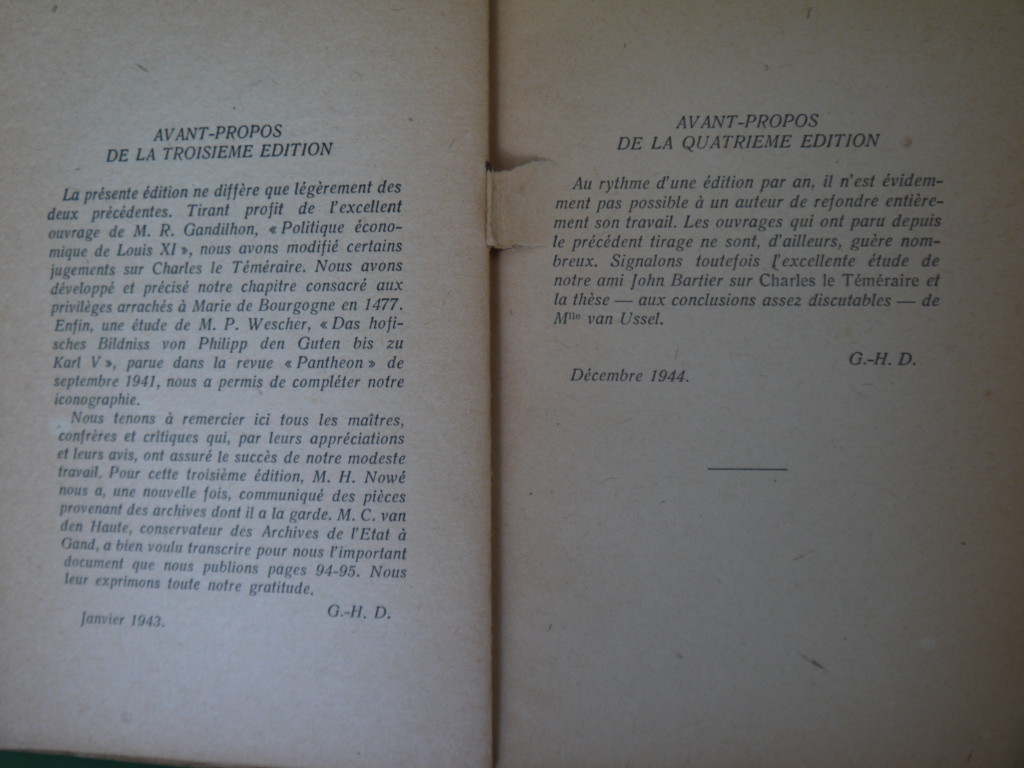 AVANT-PROPOS
DE LA TROISIEME EDITION
La présente édition ne diffère que légèrement des
deux précédentes. Tirant profit de l'excellent
ouvrage de M. R. Gandilhon, « Politique écono-
mique de Louis XI », nous avons modifié certains
jugements sur Charles le Téméraire. Nous avons
développé et précisé notre chapitre consacré aux
privilèges arrachés à Marie de Bourgogne en 1477.
Enfin, une étude de M. P. Wescher, « Das hofi-
sches Bildniss von Philipp den Guten bis zu
Karl V », parue dans la revue « Pantheon » de
septembre 1941, nous a permis de compléter notre
iconographie.
Nous tenons à remercier ici tous les maîtres,
confrères et critiques qui, par leurs appréciations
et leurs avis, ont assuré le succès de notre modeste
travail. Pour cette troisième édition, M. H. Nowé
nous a, une nouvelle fois, communiqué des pièces
provenant des archives dont il a la garde. M. C. van
den Haute, conservateur des Archives de l'Etat à
Gand, a bien voulu transcrire pour nous l'important
document que nous publions pages 94-95. Nous
leur exprimons toute notre gratitude.
G.-H. D.
Janvier 1943.
AVANT-PROPOS
DE LA QUATRIEME EDITION
Au rythme d'une édition par an, il n'est évidem-
ment pas possible à un auteur de refondre entière-
ment son travail. Les ouvrages qui ont paru depuis
le précédent tirage ne sont, d'ailleurs, guère nom-
breux. Signalons toutefois l'excellente étude de
notre ami John Bartier sur Charles le Téméraire et
la thèse — aux conclusions assez discutables — de
Mlle van Ussel.
G.-H. D.
Décembre 1944.